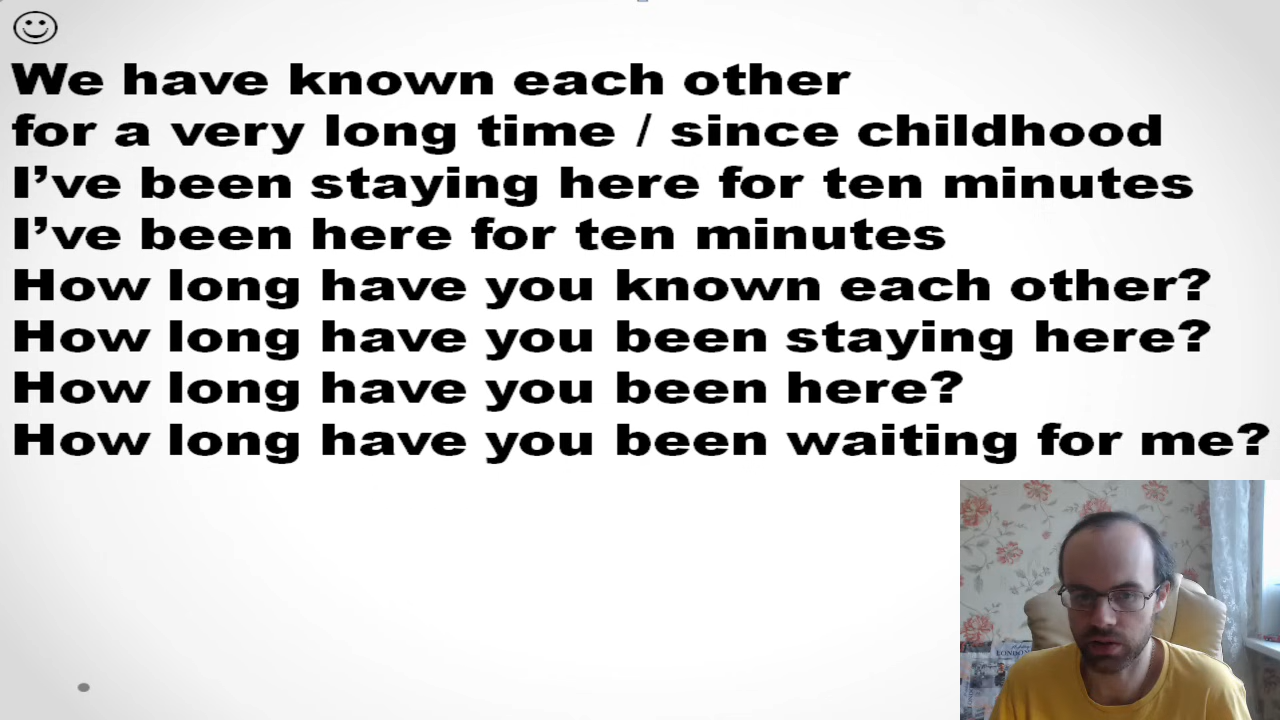 We have known each other
for a very long time / since childhood
I’ve been staying here for ten minutes
I’ve been here for ten minutes
How long have you known each other?
How long have you been staying here?
How long have you been here?
How long have you been waiting for me?